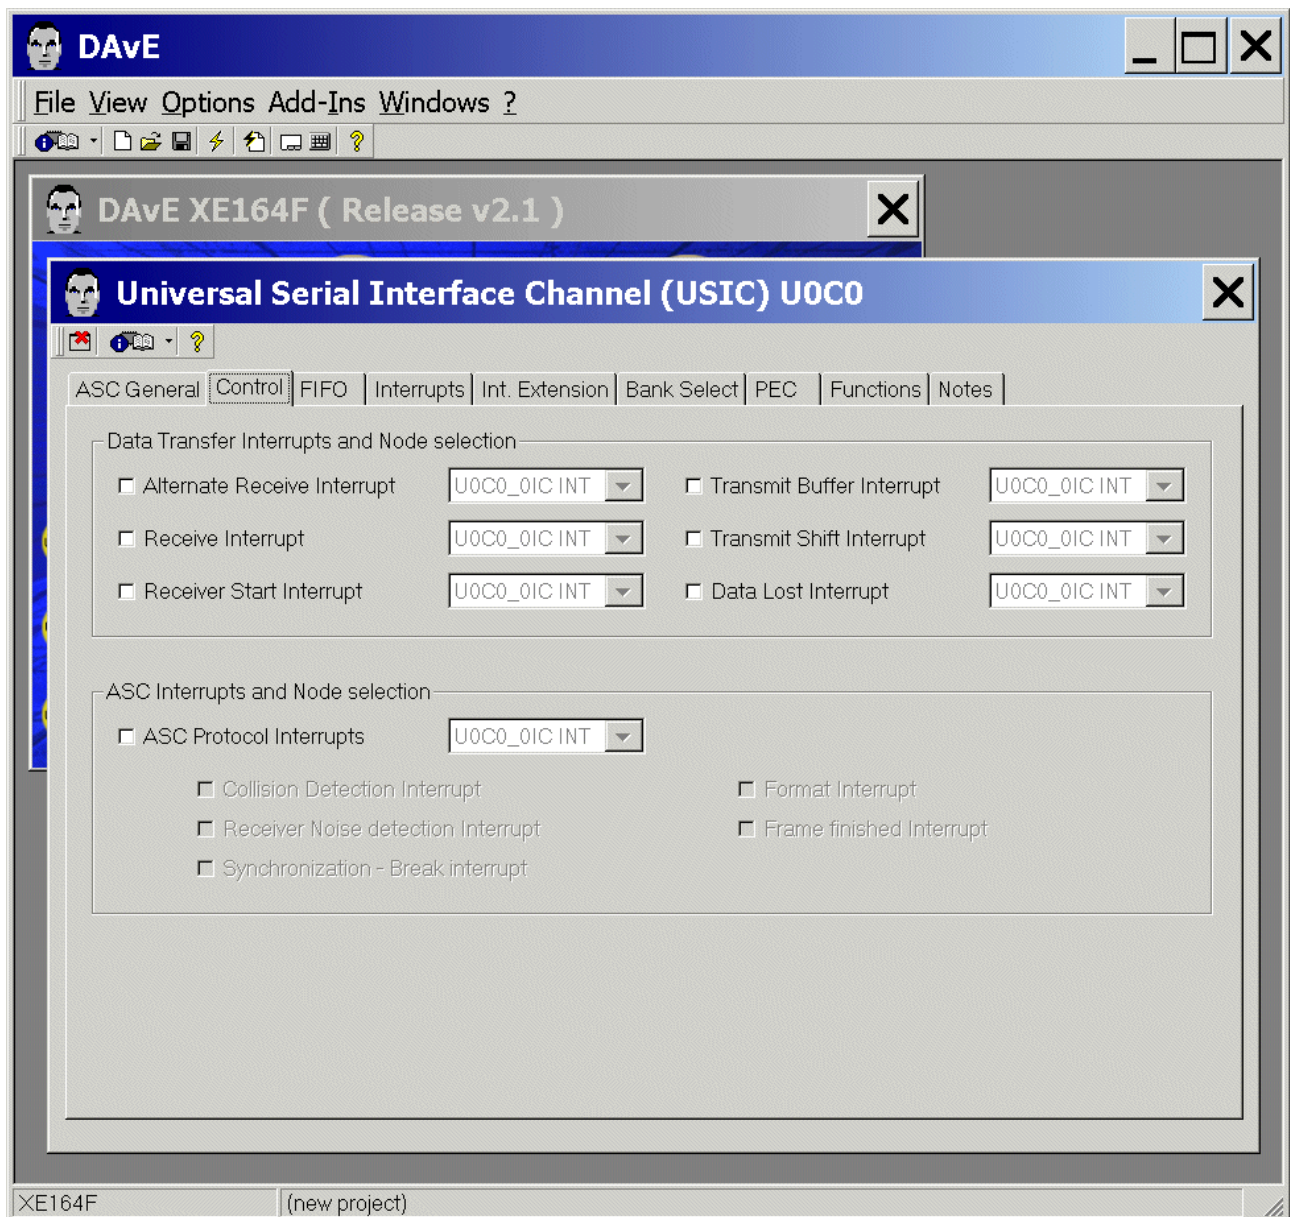 DAvE
File View Options Add-Ins Windows ?
DAvE XE164F ( Release v2.1 )
Universal Serial Interface Channel (USIC) U0C0
ASC General Control FIFO Interrupts Int. Extension Bank Select PEC Functions Notes
Data Transfer Interrupts and Node selection
Alternate Receive Interrupt U0C0_0IC INT Transmit Buffer Interrupt U0C0_0IC INT
Receive Interrupt U0C0_0IC INT Transmit Shift Interrupt U0C0_0IC INT
Receiver Start Interrupt U0C0_0IC INT Data Lost Interrupt U0C0_0IC INT
ASC Interrupts and Node selection
ASC Protocol Interrupts U0C0_0IC INT
Collision Detection Interrupt Format Interrupt
Receiver Noise detection Interrupt Frame finished Interrupt
Synchronization - Break interrupt
XE164F (new project)